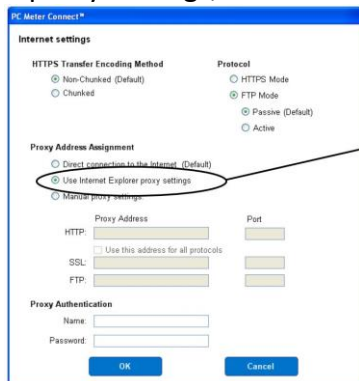 PC Meter Connect™
Internet settings
HTTPS Transfer Encoding Method
Non-Chunked (Default)
Chunked
Protocol
HTTPS Mode
FTP Mode
Passive (Default)
Active
Proxy Address Assignment
Direct connection to the Internet (Default)
Use Internet Explorer proxy settings
Manual proxy settings:
Proxy Address Port
HTTP:
Use this address for all protocols
SSL:
FTP:
Proxy Authentication
Name:
Password:
OK Cancel